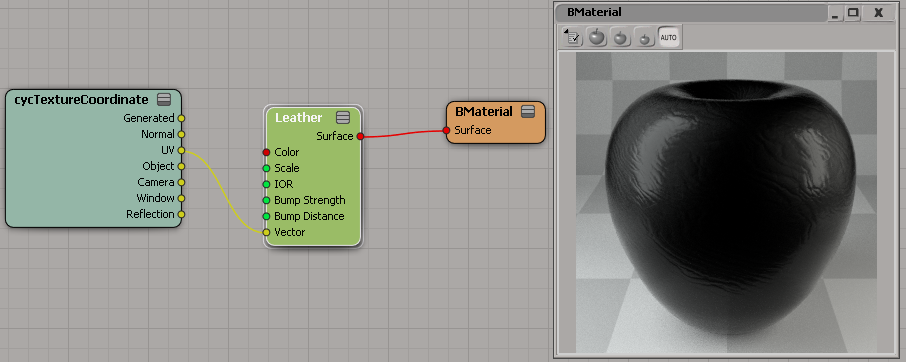 cycTextureCoordinate
Generated
Normal
UV
Object
Camera
Window
Reflection
Leather
Surface
Color
Scale
IOR
Bump Strength
Bump Distance
Vector
BMaterial
Surface
BMaterial
AUTO